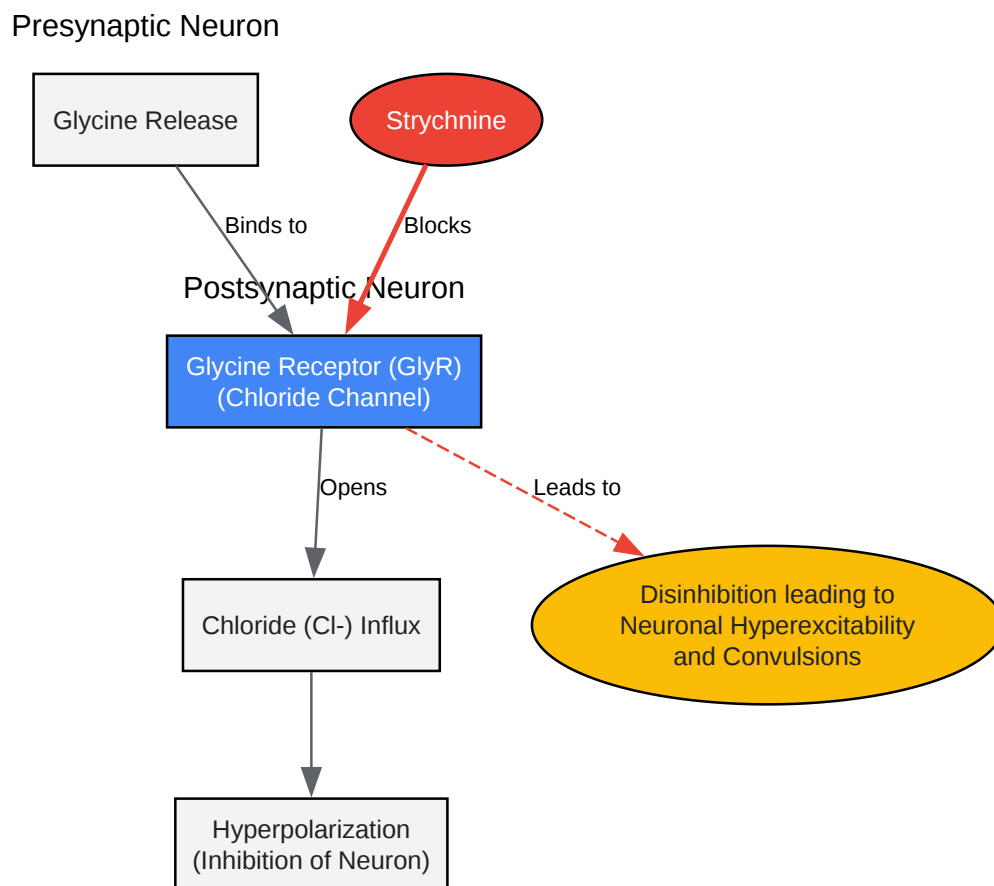 Presynaptic Neuron
Glycine Release
Strychnine
Binds to
Blocks
Postsynaptic Neuron
Glycine Receptor (GlyR)
(Chloride Channel)
Opens
Leads to
Chloride (Cl-) Influx
Disinhibition leading to
Neuronal Hyperexcitability
and Convulsions
Hyperpolarization
(Inhibition of Neuron)